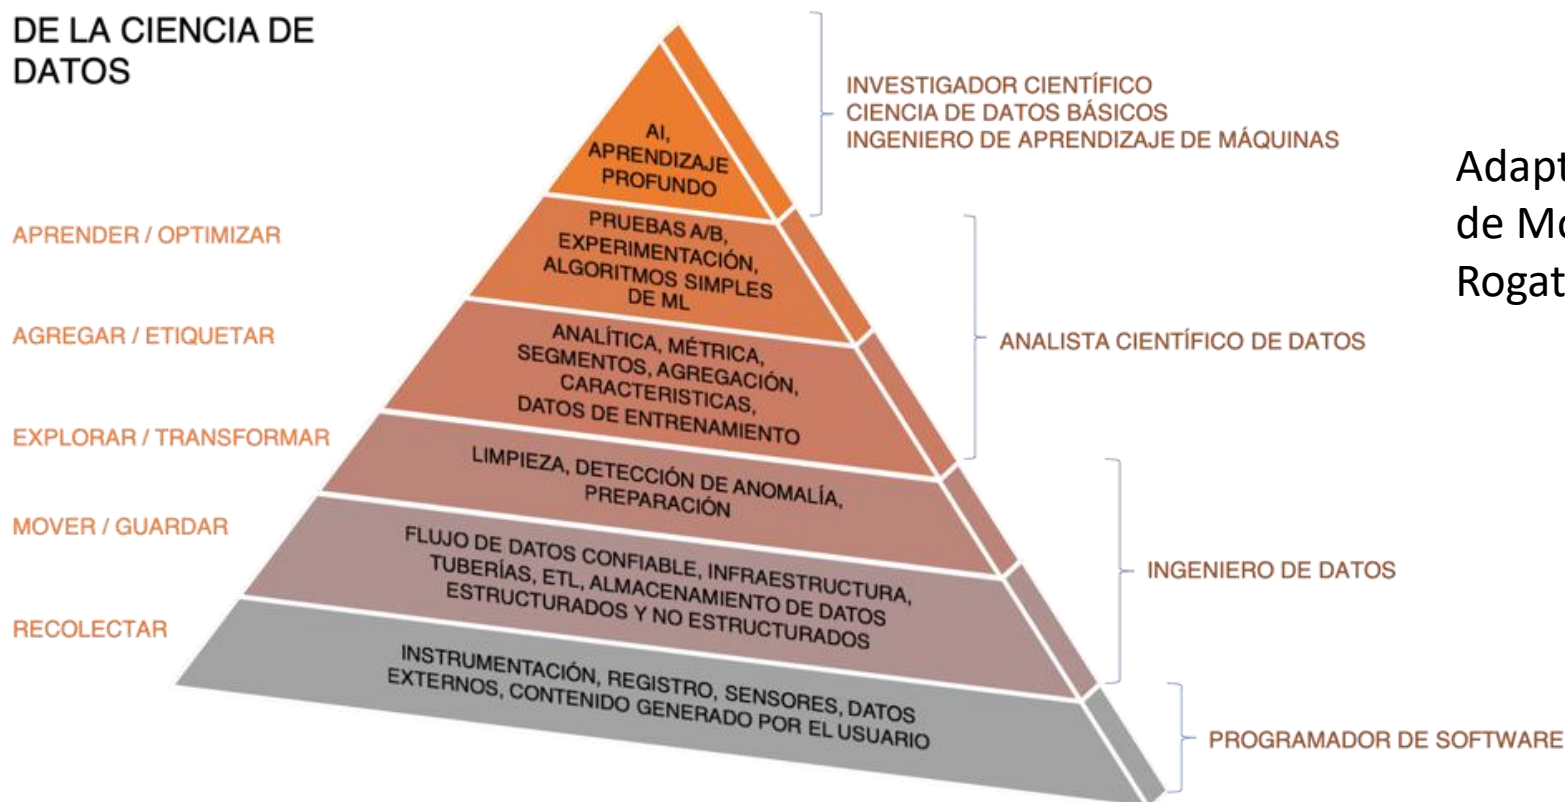 DE LA CIENCIA DE
DATOS
INVESTIGADOR CIENTÍFICO
CIENCIA DE DATOS BÁSICOS
INGENIERO DE APRENDIZAJE DE MÁQUINAS
AI,
APRENDIZAJE
PROFUNDO
de
APRENDER / OPTIMIZAR
PRUEBAS A/B,
EXPERIMENTACIÓN,
ALGORITMOS SIMPLES
DE ML
AGREGAR / ETIQUETAR
ANALÍTICA, MÉTRICA,
SEGMENTOS, AGREGACIÓN,
CARACTERISTICAS,
DATOS DE ENTRENAMIENTO
ANALISTA CIENTÍFICO DE DATOS
EXPLORAR / TRANSFORMAR
LIMPIEZA, DETECCIÓN DE ANOMALÍA,
PREPARACIÓN
MOVER / GUARDAR
FLUJO DE DATOS CONFIABLE, INFRAESTRUCTURA,
TUBERÍAS, ETL, ALMACENAMIENTO DE DATOS
ESTRUCTURADOS Y NO ESTRUCTURADOS
INGENIERO DE DATOS
RECOLECTAR
INSTRUMENTACIÓN, REGISTRO, SENSORES, DATOS
EXTERNOS, CONTENIDO GENERADO POR EL USUARIO
PROGRAMADOR DE SOFTWARE